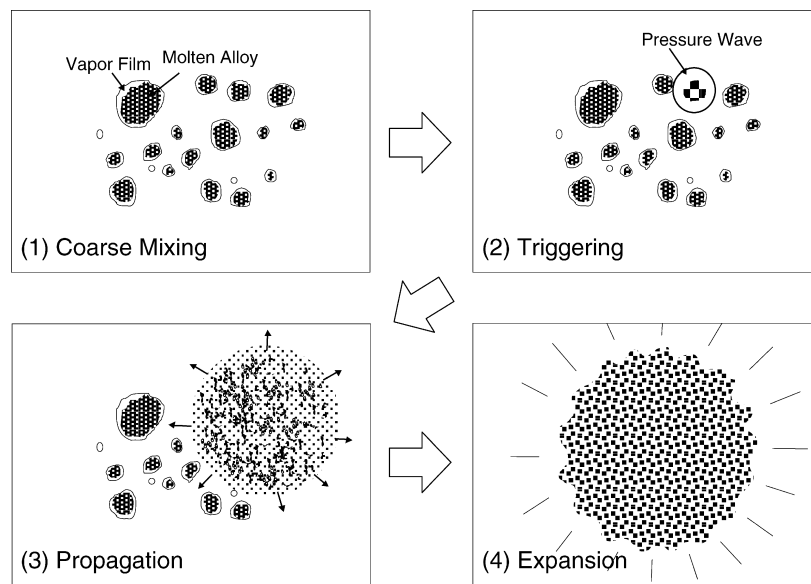 Vapor Film
Molten Alloy
(1) Coarse Mixing
Pressure Wave
(2) Triggering
(3) Propagation
(4) Expansion